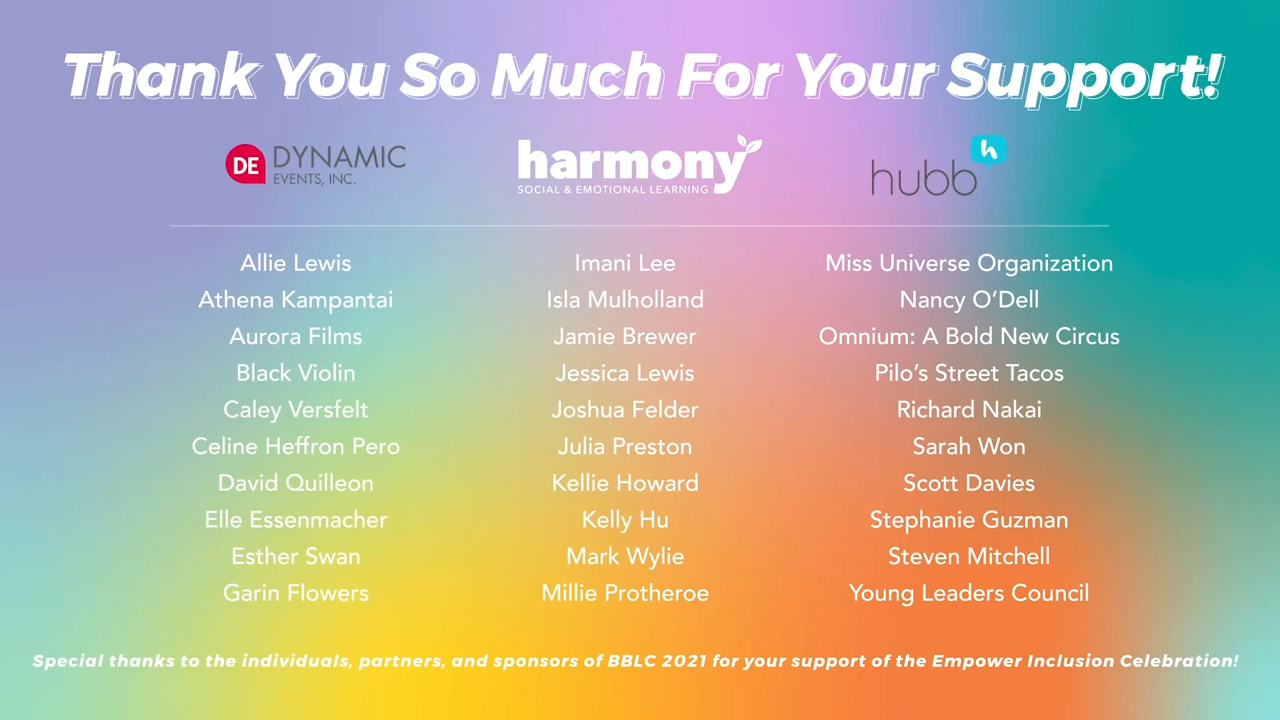 Thank You So Much For Your Support!
DE DYNAMIC
EVENTS, INC.
harmony
SOCIAL & EMOTIONAL LEARNING
h
hubb
Allie Lewis
Athena Kampantai
Aurora Films
Black Violin
Caley Versfelt
Celine Heffron Pero
David Quilleon
Elle Essenmacher
Esther Swan
Garin Flowers
Imani Lee
Isla Mulholland
Jamie Brewer
Jessica Lewis
Joshua Felder
Julia Preston
Kellie Howard
Kelly Hu
Mark Wylie
Millie Protheroe
Miss Universe Organization
Nancy O’Dell
Omnium: A Bold New Circus
Pilo’s Street Tacos
Richard Nakai
Sarah Won
Scott Davies
Stephanie Guzman
Steven Mitchell
Young Leaders Council
Special thanks to the individuals, partners, and sponsors of BBLC 2021 for your support of the Empower Inclusion Celebration!